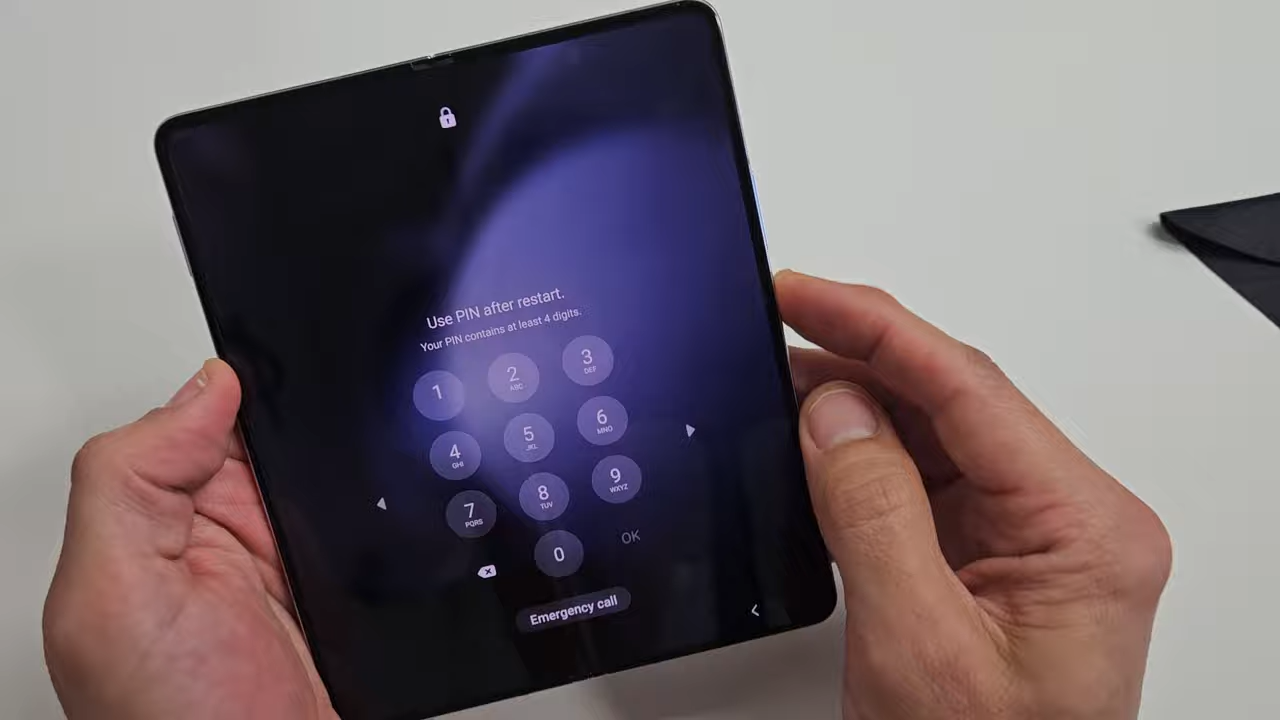 Use PIN after restart.
Your PIN contains at least 4 digits.
1
2
ABC
3
DEF
4
GHI
5
JKL
6
MNO
7
PQRS
8
TUV
9
WXYZ
0
OK
Emergency call